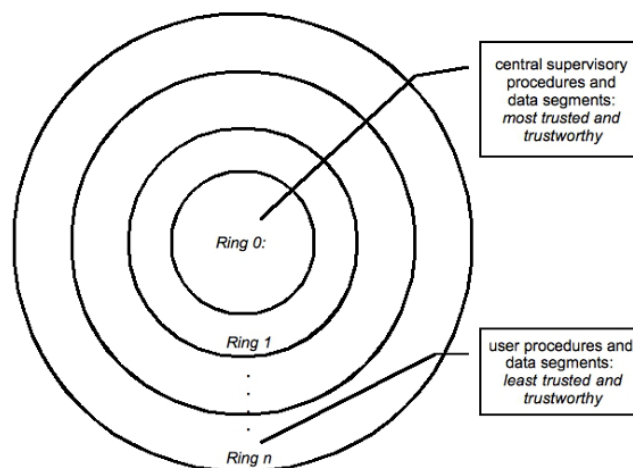 central supervisory
procedures and
data segments:
most trusted and
trustworthy
Ring 0:
Ring 1
user procedures and
data segments:
least trusted and
trustworthy
Ring n